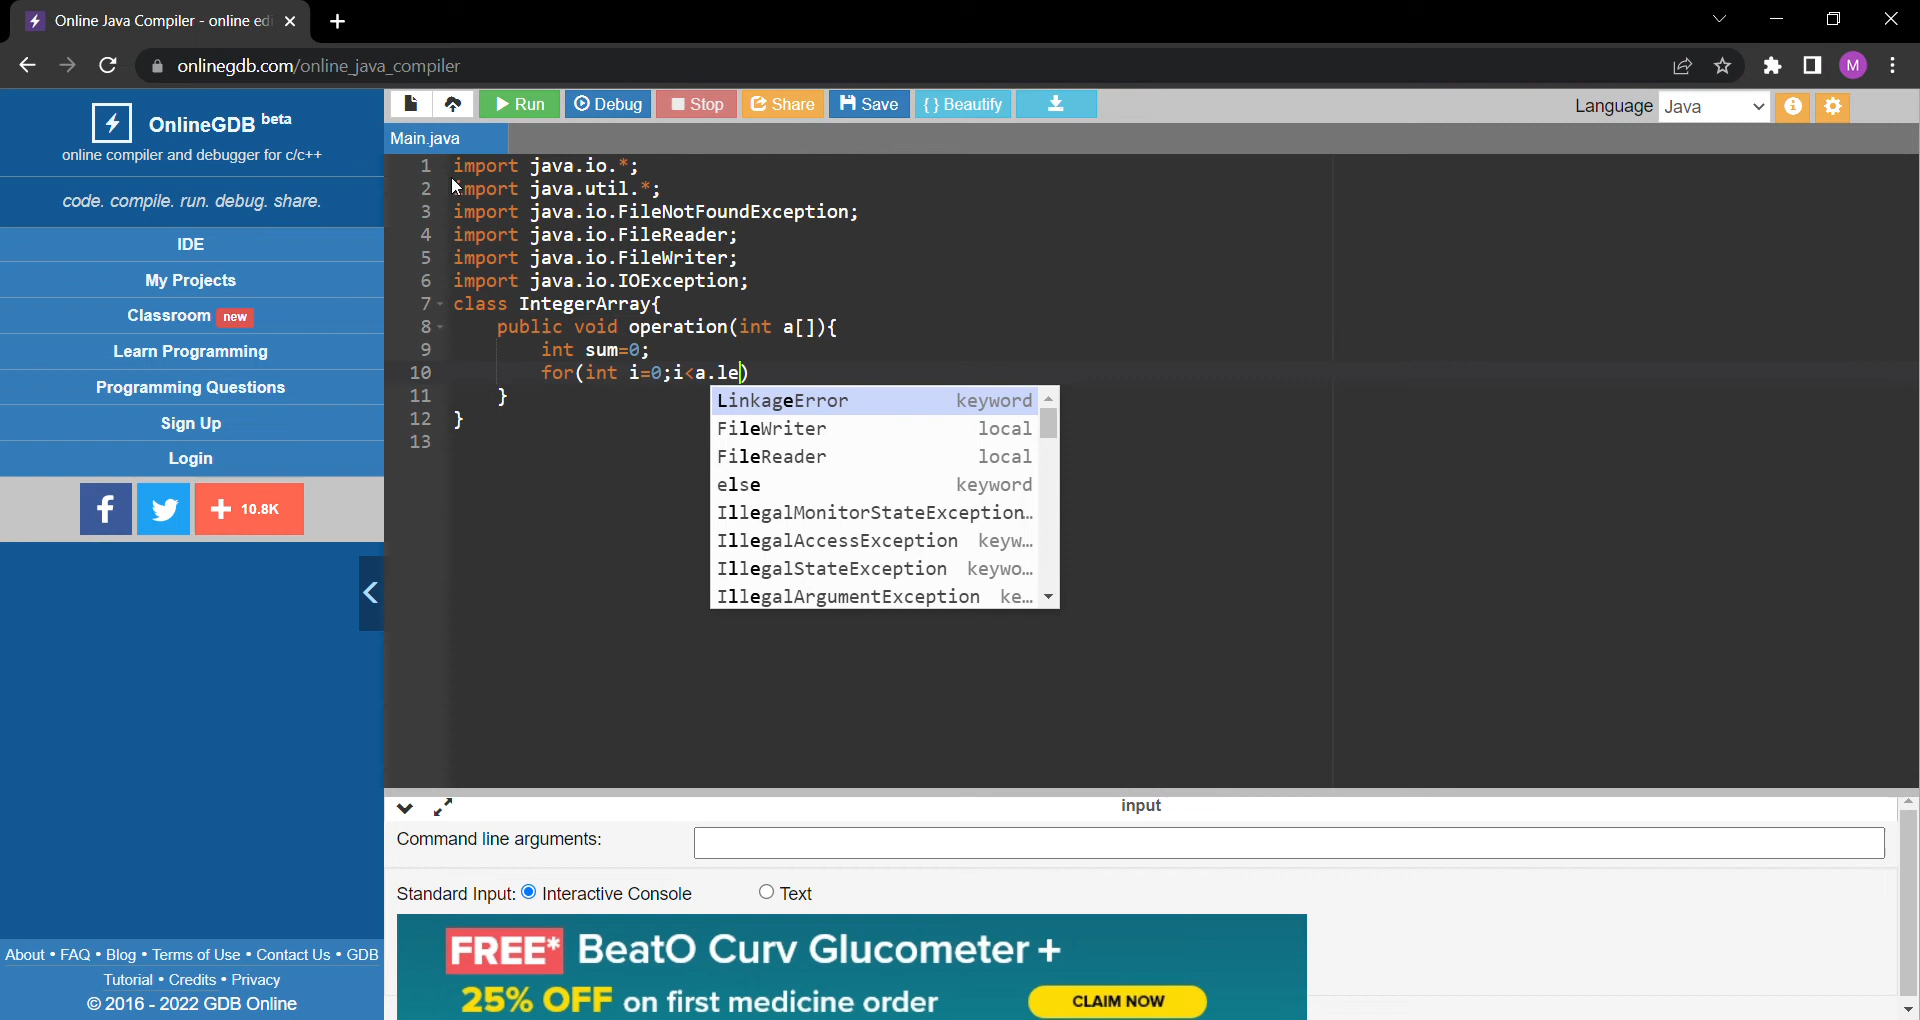 Online Java Compiler - online edi
onlinegdb.com/online_java_compiler
M
OnlineGDB beta
online compiler and debugger for c/c++
code. compile. run. debug. share.
IDE
My Projects
Classroom new
Learn Programming
Programming Questions
Sign Up
Login
f
+ 10.8K
About • FAQ • Blog • Terms of Use • Contact Us • GDB
Tutorial • Credits • Privacy
© 2016 - 2022 GDB Online
Run Debug Stop Share Save {} Beautify
Language Java
Main.java
1 import java.io.*;
2 import java.util.*;
3 import java.io.FileNotFoundException;
4 import java.io.FileReader;
5 import java.io.FileWriter;
6 import java.io.IOException;
7 class IntegerArray{
8 public void operation(int a[]){
9 int sum=0;
10 for(int i=0;i<a.le)
11 }
12 }
13
LinkageError keyword
FileWriter local
FileReader local
else keyword
IllegalMonitorStateException…
IllegalAccessException keyw…
IllegalStateException keywo…
IllegalArgumentException ke…
input
Command line arguments:
Standard Input: Interactive Console Text
FREE* BeatO Curv Glucometer +
25% OFF on first medicine order
CLAIM NOW